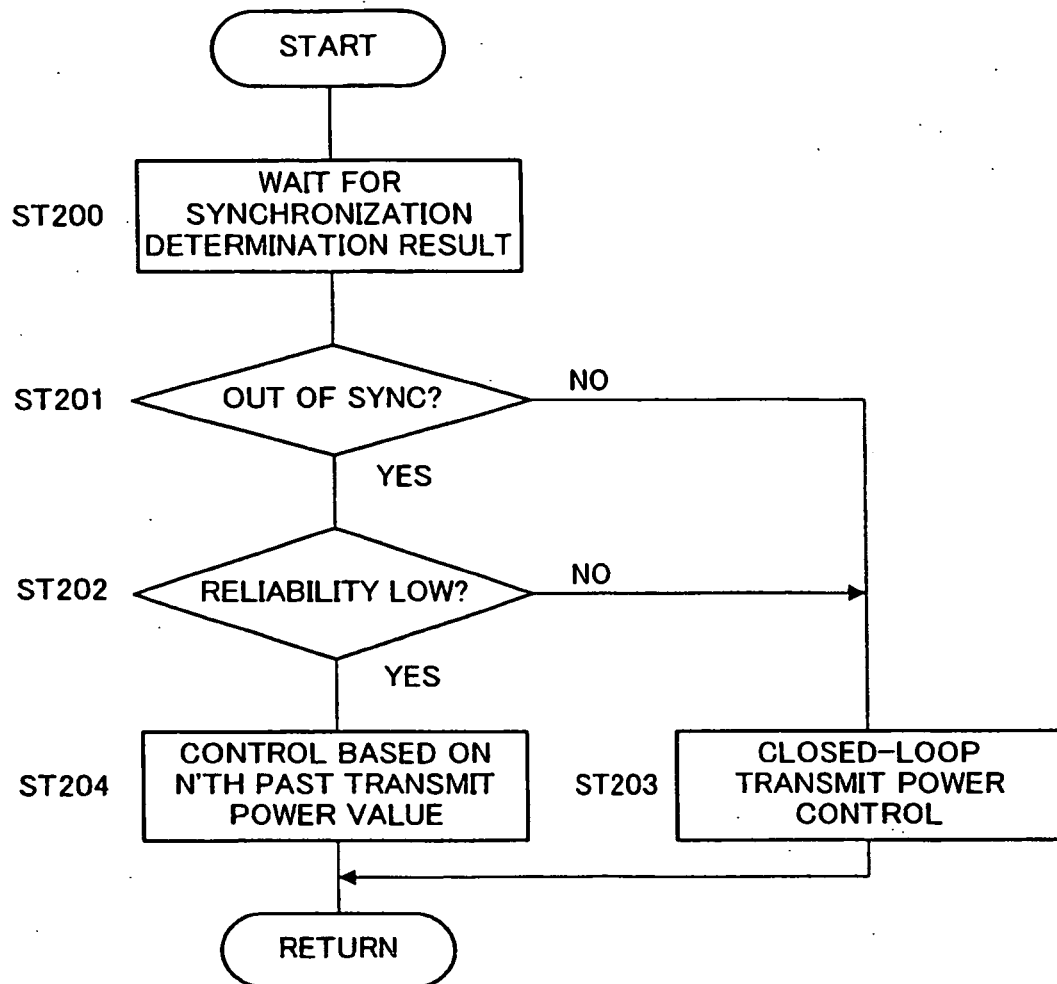 START
ST200
WAIT FOR
SYNCHRONIZATION
DETERMINATION RESULT
ST201
OUT OF SYNC?
NO
YES
ST202
RELIABILITY LOW?
NO
YES
ST204
CONTROL BASED ON
N'TH PAST TRANSMIT
POWER VALUE
ST203
CLOSED-LOOP
TRANSMIT POWER
CONTROL
RETURN